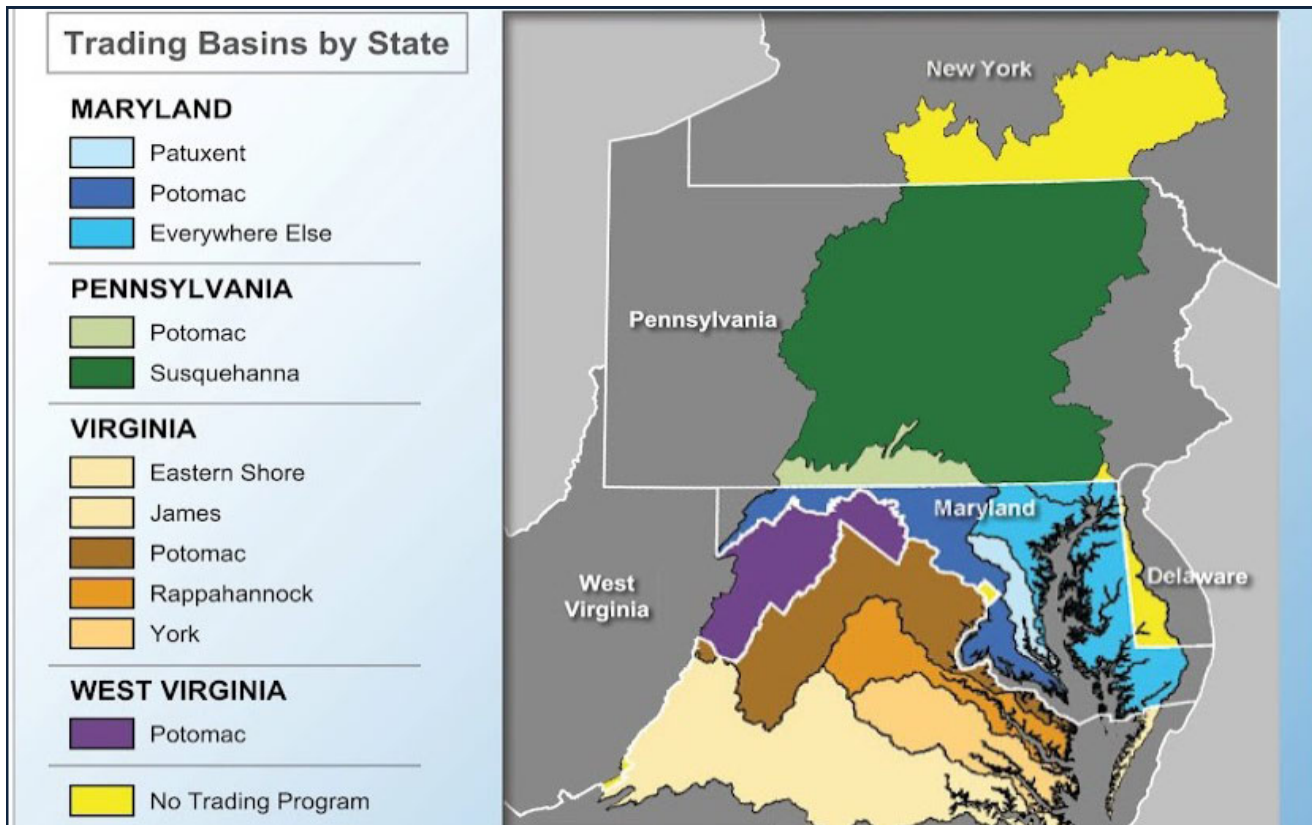 Trading Basins by State
MARYLAND
Patuxent
Potomac
Everywhere Else
PENNSYLVANIA
Potomac
Susquehanna
VIRGINIA
Eastern Shore
James
Potomac
Rappahannock
York
WEST VIRGINIA
Potomac
No Trading Program
New York
Pennsylvania
Maryland
West
Virginia
Delaware